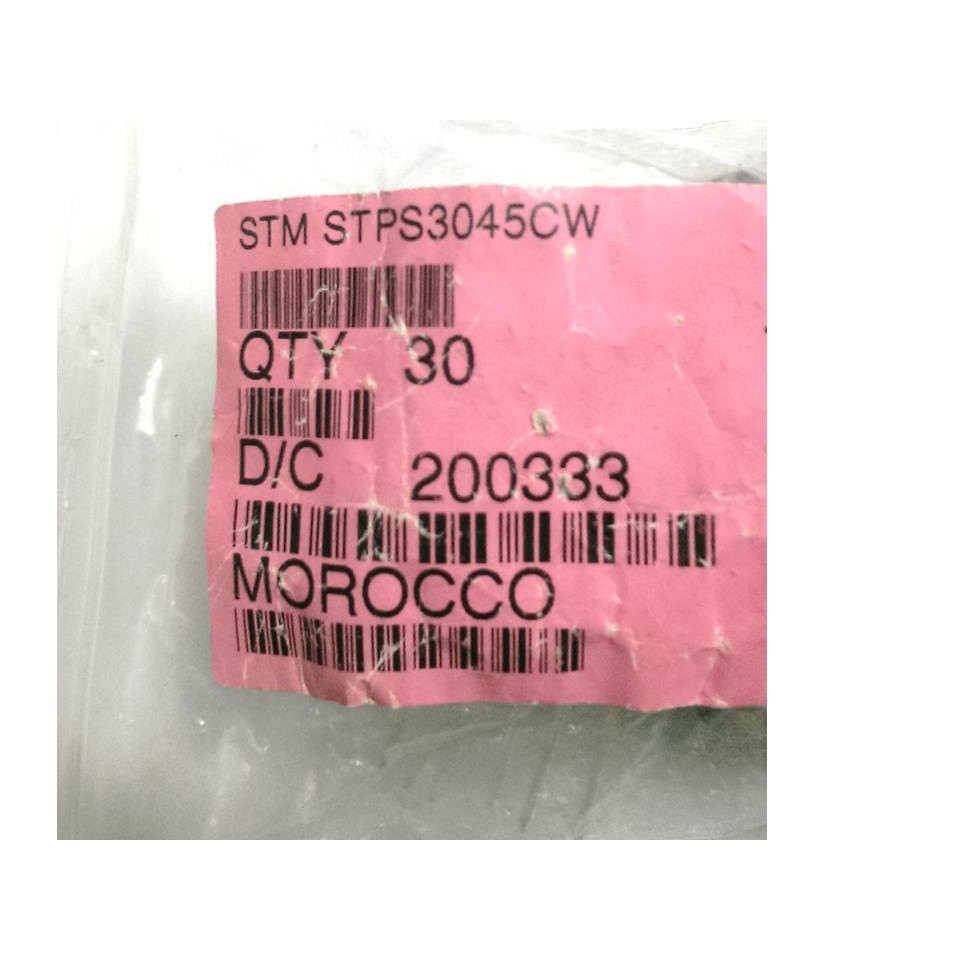 STM STPS3045CW
QTY 30
D/C 200333
MOROCCO